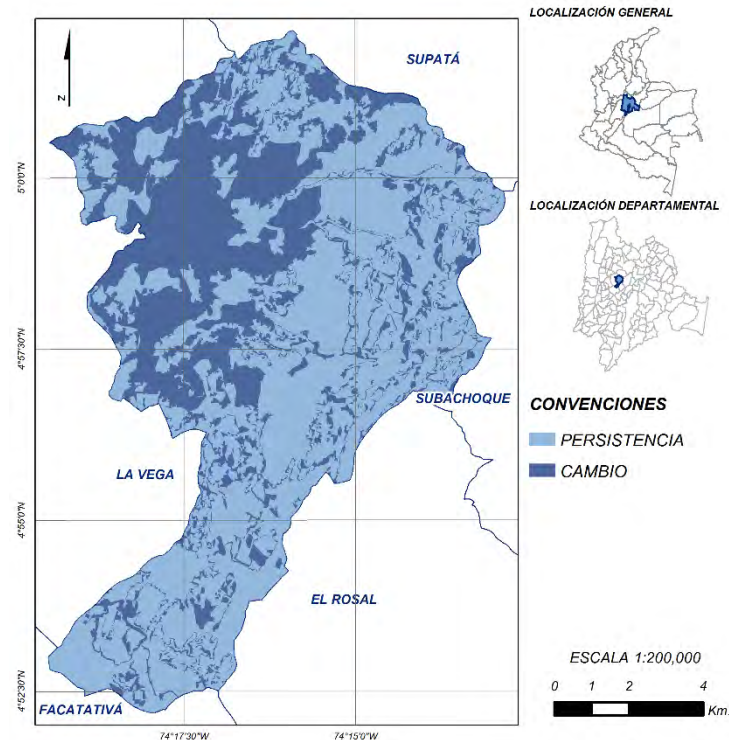 SUPATÁ
SUBACHOQUE
LA VEGA
EL ROSAL
FACATATIVÁ
N
5°0'0"N
4°57'30"N
4°55'0"N
4°52'30"N
74°17'30"W
74°15'0"W
LOCALIZACIÓN GENERAL
LOCALIZACIÓN DEPARTAMENTAL
CONVENCIONES
PERSISTENCIA
CAMBIO
ESCALA 1:200,000
0 1 2 4
Km.